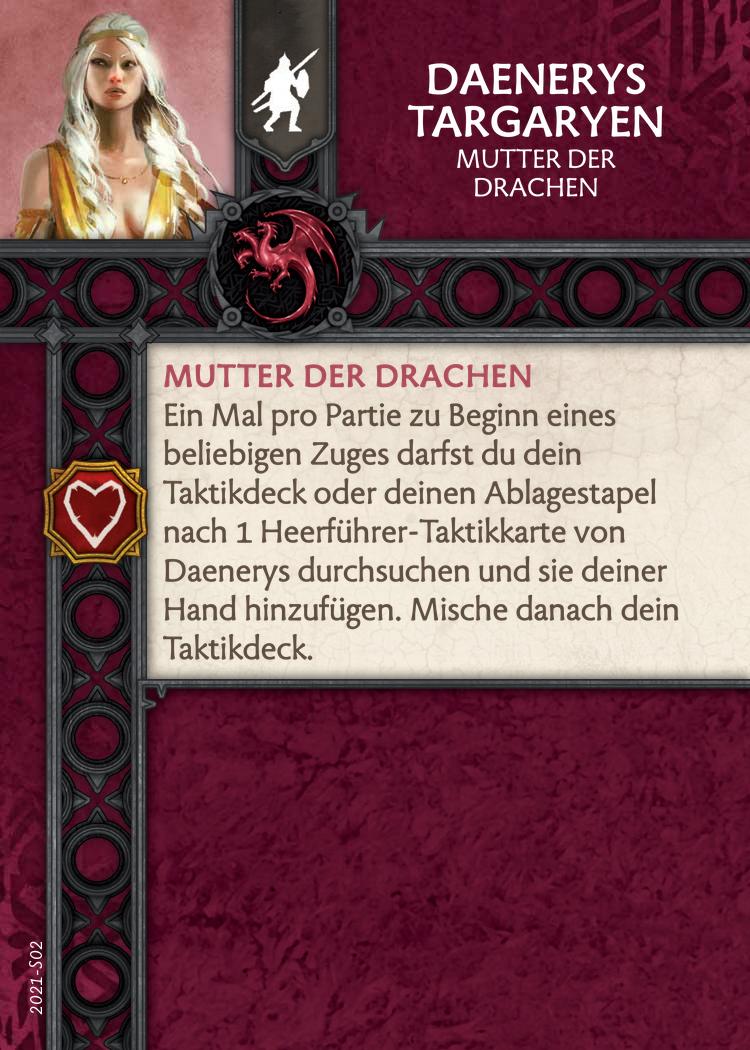 DAENERYS
TARGARYEN
MUTTER DER
DRACHEN
MUTTER DER DRACHEN
Ein Mal pro Partie zu Beginn eines
beliebigen Zuges darfst du dein
Taktikdeck oder deinen Ablagestapel
nach 1 Heerführer-Taktikkarte von
Daenerys durchsuchen und sie deiner
Hand hinzufügen. Mische danach dein
Taktikdeck.
2021-S02